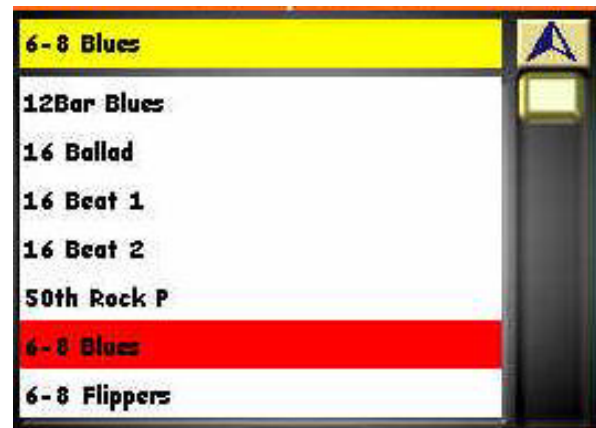 6-8 Blues
12Bar Blues
16 Ballad
16 Beat 1
16 Beat 2
50th Rock P
6-8 Blues
6-8 Flippers